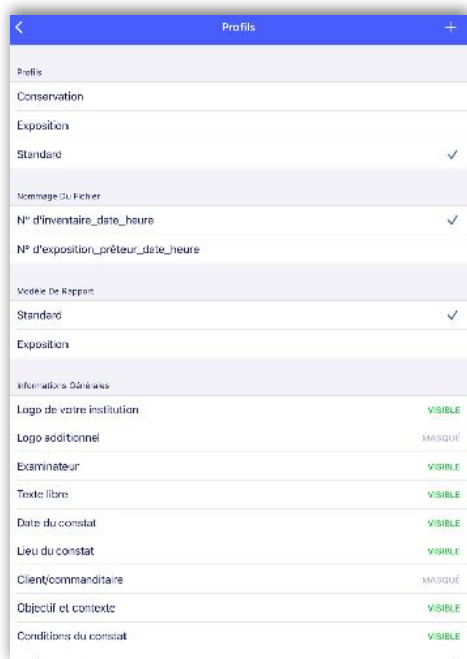 Profils
Profils
Conservation
Exposition
Standard
Nommage Du Fichier
N° d'inventaire_date_heure
N° d'exposition_prêteur_date_heure
Modèle De Rapport
Standard
Exposition
Informations Générales
Logo de votre institution VISIBLE
Logo additionnel MASQUÉ
Examinateur VISIBLE
Texte libre VISIBLE
Date du constat VISIBLE
Lieu du constat VISIBLE
Client/commanditaire MASQUÉ
Objectif et contexte VISIBLE
Conditions du constat VISIBLE